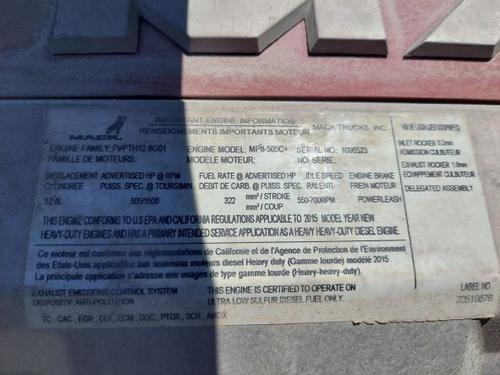 IMPORTANT ENGINE INFORMATION
RENSEIGNEMENTS IMPORTANTS MOTEUR
MACK TRUCKS, INC.
MACK
ENGINE FAMILY: FVPTH12.8G01 ENGINE MODEL: MP8-505C+ SERIAL NO: 1096523
FAMILLE DE MOTEURS: MODELE MOTEUR: NO SERIE:
DISPLACEMENT ADVERTISED HP @ RPM FUEL RATE @ ADVERTISED HP IDLE SPEED ENGINE BRAKE
CYLINDREE PUISS. SPEC. @ TOURS/MIN. DEBIT DE CARB. @ PUISS. SPEC. RALENTI FREIN MOTEUR
12.8L 505/1500 322 mm³ / STROKE 550-700RPM POWERLEASH
mm³ / COUP
THIS ENGINE CONFORMS TO U.S EPA AND CALIFORNIA REGULATIONS APPLICABLE TO 2015 MODEL YEAR NEW
HEAVY-DUTY ENGINES AND HAS A PRIMARY INTENDED SERVICE APPLICATION AS A HEAVY HEAVY DUTY DIESEL ENGINE.
Ce moteur est conforme aux réglementations de Californie et de l'Agence de Protection de l'Environment
des Etats-Unis applicables aux nouveaux moteurs diesel Heavy duty (Gamme lourde) modèlé 2015
La principale application s'adresse aux usages de type gamme lourde (Heavy-heavy-duty)
EXHAUST EMISSIONS CONTROL SYSTEM THIS ENGINE IS CERTIFIED TO OPERATE ON
DISPOSITIF ANTI-POLLUTION ULTRA LOW SULFUR DIESEL FUEL ONLY.
TC, CAC, EGR, DDI, ECM, DOC, PTOX, SCR, AMOX
VALVE LASH
INLET ROCKER 0.2mm
ADMISSION CULBUTEUR
EXHAUST ROCKER
ECHAPPEMENT CULBUTEUR
DELEGATED ASSEMBLY
LABEL NO